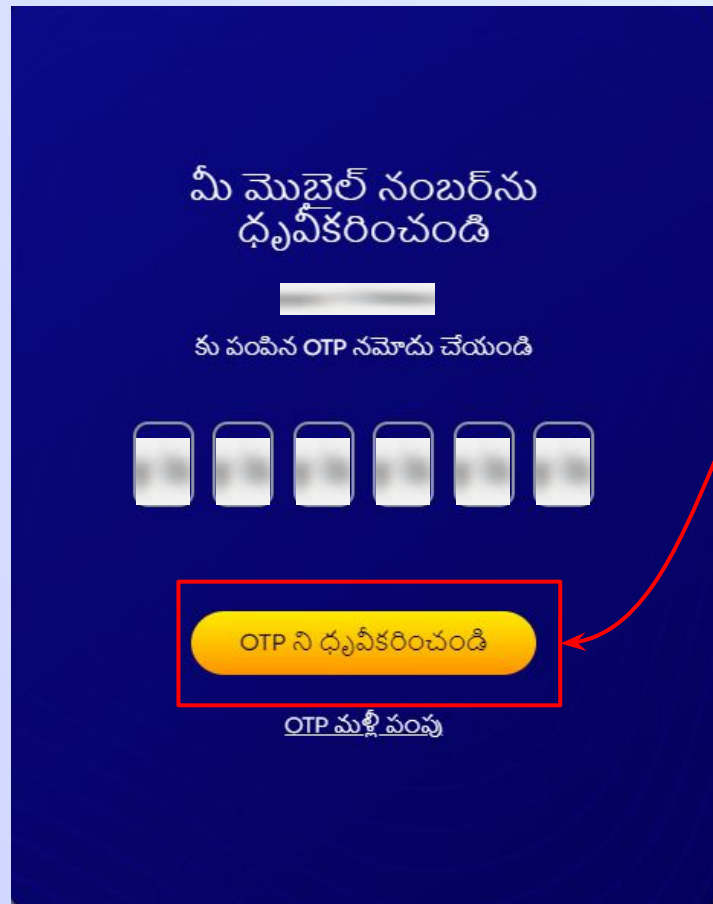 మీ మొబైల్ నంబర్‌ను
ధృవీకరించండి
కు పంపిన OTP నమోదు చేయండి
OTP ని ధృవీకరించండి
OTP మళ్లీ పంపు